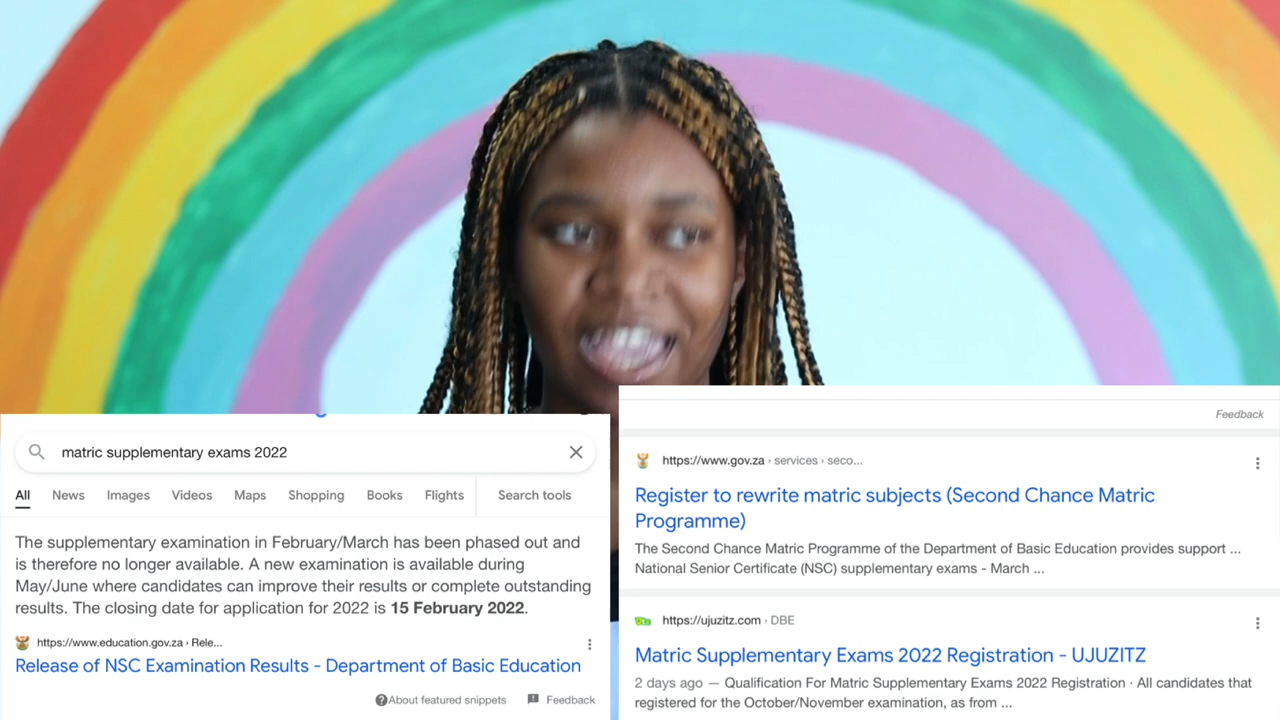 matric supplementary exams 2022
All News Images Videos Maps Shopping Books Flights Search tools
The supplementary examination in February/March has been phased out and
is therefore no longer available. A new examination is available during
May/June where candidates can improve their results or complete outstanding
results. The closing date for application for 2022 is 15 February 2022.
https://www.education.gov.za › Rele...
Release of NSC Examination Results - Department of Basic Education
About featured snippets Feedback
Feedback
https://www.gov.za › services › seco...
Register to rewrite matric subjects (Second Chance Matric
Programme)
The Second Chance Matric Programme of the Department of Basic Education provides support ...
National Senior Certificate (NSC) supplementary exams - March ...
https://ujuzitz.com › DBE
Matric Supplementary Exams 2022 Registration - UJUZITZ
2 days ago — Qualification For Matric Supplementary Exams 2022 Registration · All candidates that
registered for the October/November examination, as from ...